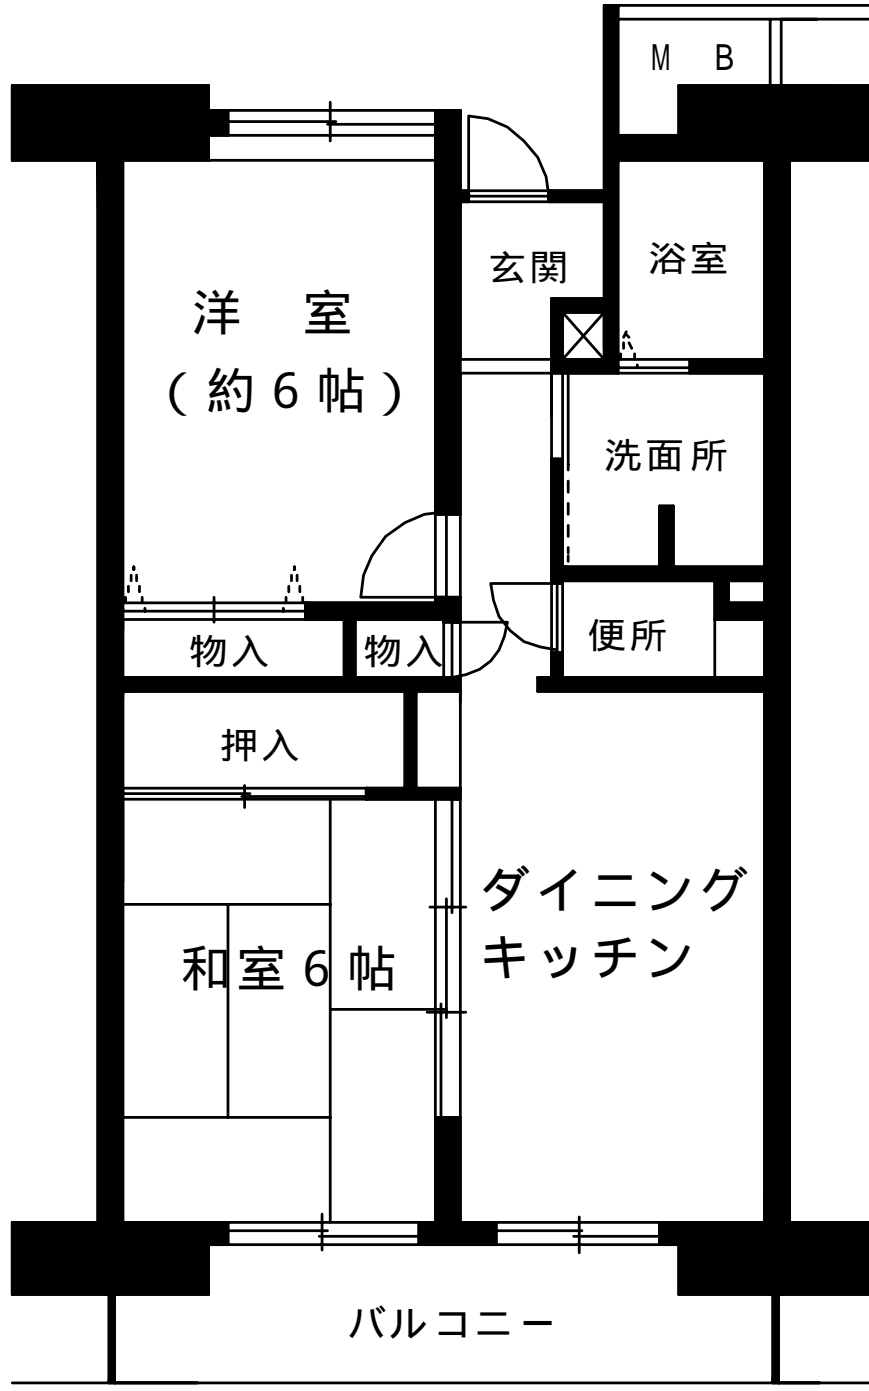 M B
浴室
玄関
洋 室
（約6帖）
洗面所
便所
物入
物入
押入
ダイニング
キッチン
和室6帖
バルコニー